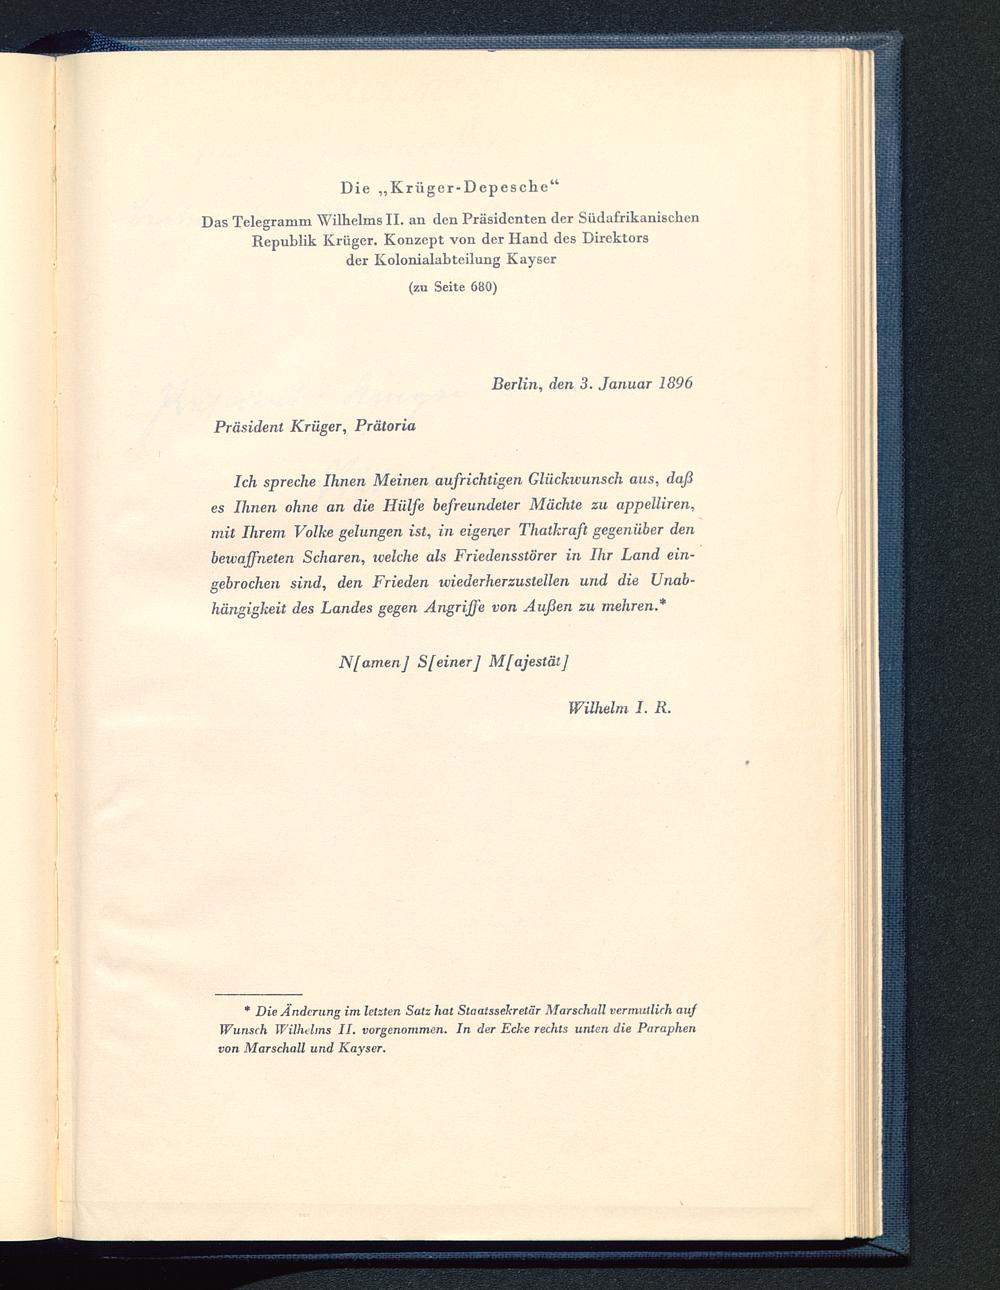 Die „Krüger-Depesche“
Das Telegramm Wilhelms II. an den Präsidenten der Südafrikanischen
Republik Krüger. Konzept von der Hand des Direktors
der Kolonialabteilung Kayser
(zu Seite 680)
Berlin, den 3. Januar 1896
Präsident Krüger, Prätoria
Ich spreche Ihnen Meinen aufrichtigen Glückwunsch aus, daß
es Ihnen ohne an die Hülfe befreundeter Mächte zu appelliren,
mit Ihrem Volke gelungen ist, in eigener Thatkraft gegenüber den
bewaffneten Scharen, welche als Friedensstörer in Ihr Land ein-
gebrochen sind, den Frieden wiederherzustellen und die Unab-
hängigkeit des Landes gegen Angriffe von Außen zu mehren.*
N[amen] S[einer] M[ajestät]
Wilhelm I. R.
* Die Änderung im letzten Satz hat Staatssekretär Marschall vermutlich auf
Wunsch Wilhelms II. vorgenommen. In der Ecke rechts unten die Paraphen
von Marschall und Kayser.